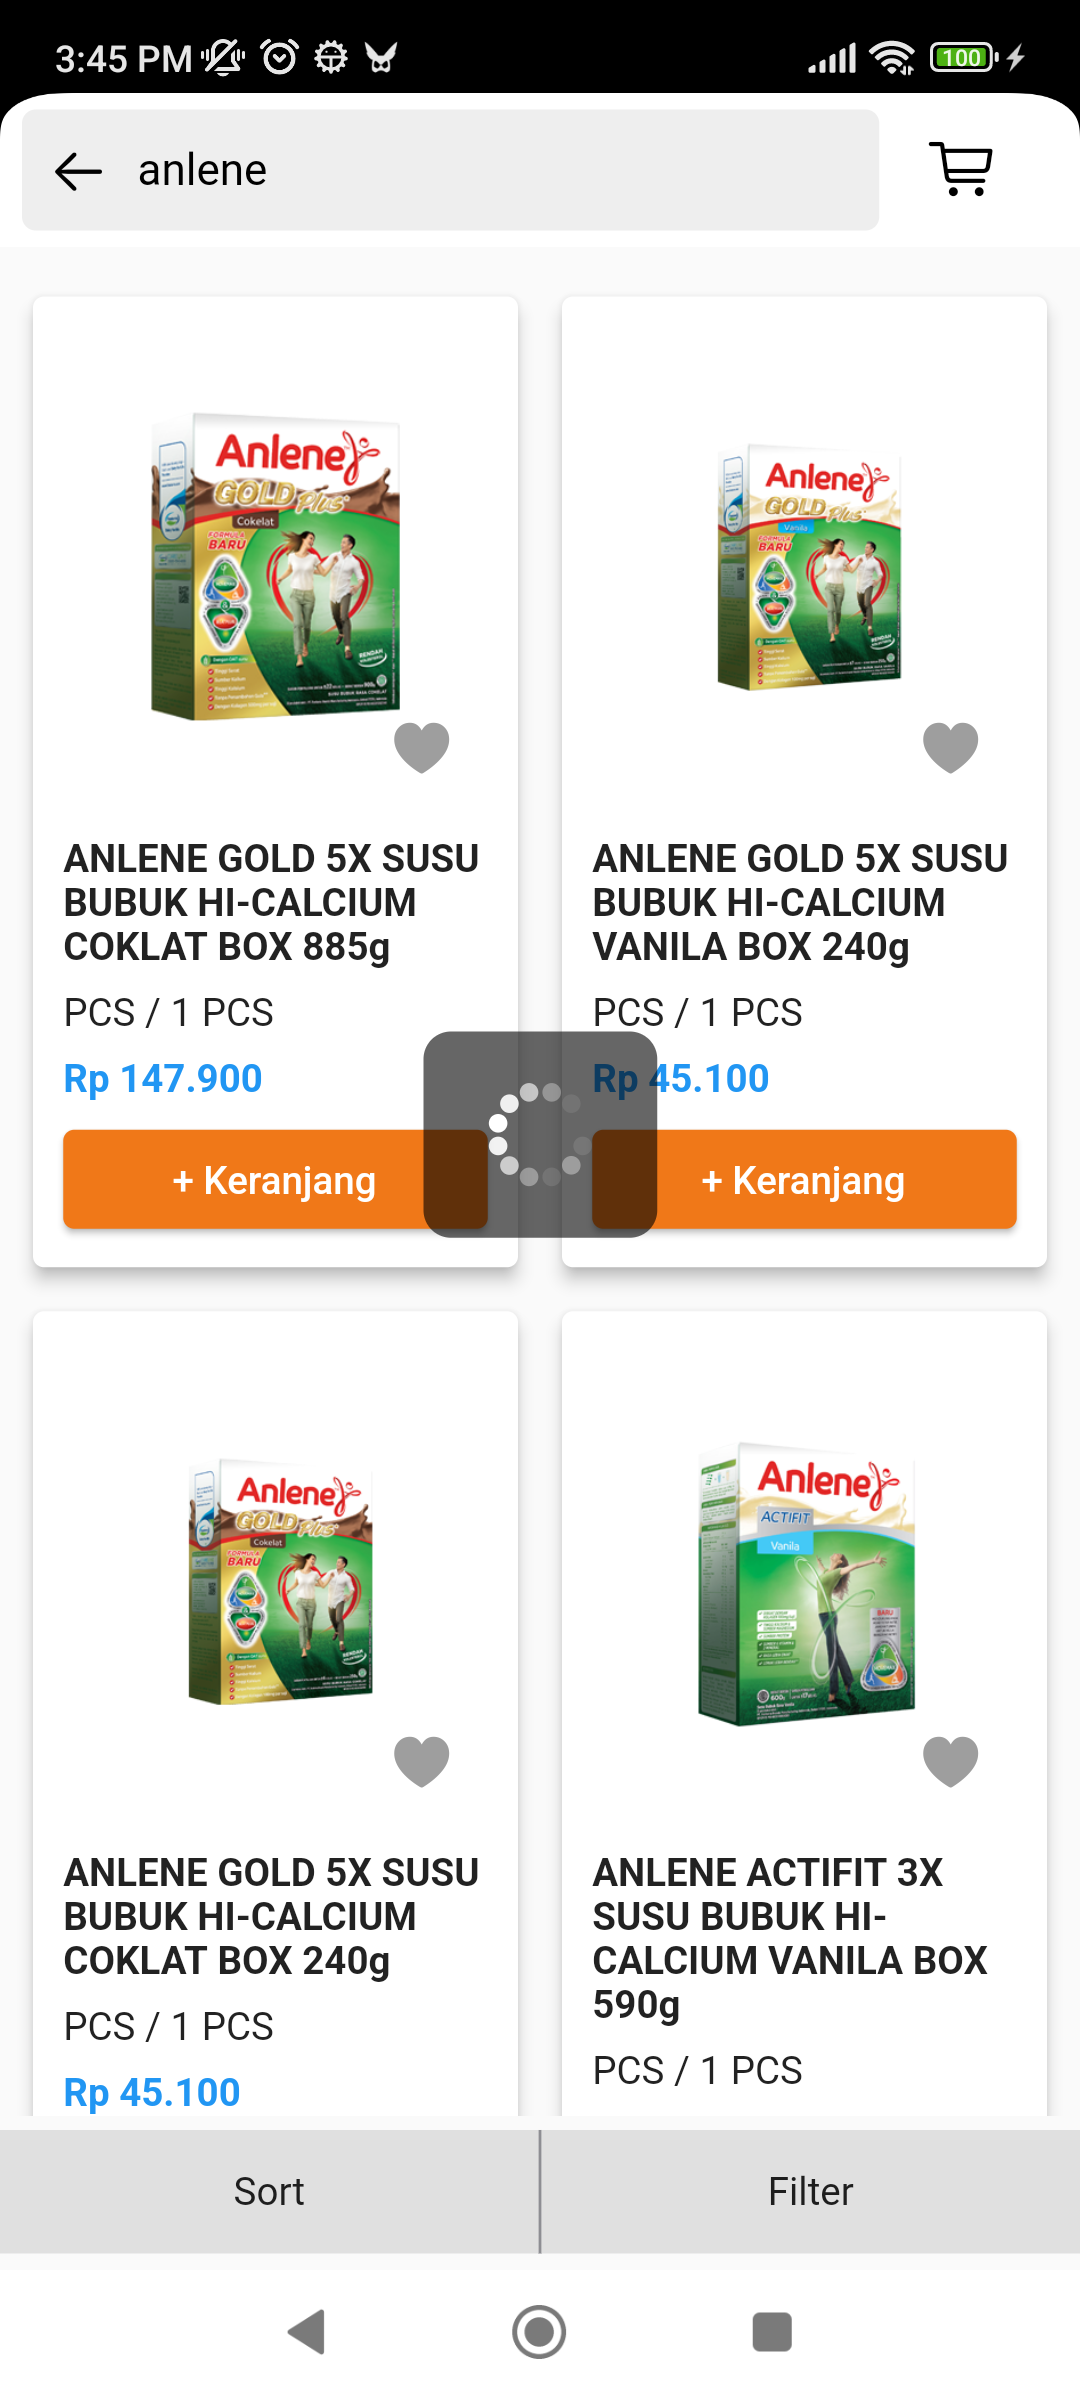 3:45 PM
100
anlene
Anlene
GOLD Plus
Cokelat
FORMULA
BARU
RENDAH
Anlene
GOLD Plus
Vanila
FORMULA
BARU
RENDAH
ANLENE GOLD 5X SUSU
BUBUK HI-CALCIUM
COKLAT BOX 885g
PCS / 1 PCS
Rp 147.900
+ Keranjang
ANLENE GOLD 5X SUSU
BUBUK HI-CALCIUM
VANILA BOX 240g
PCS / 1 PCS
Rp 45.100
+ Keranjang
Anlene
GOLD Plus
Cokelat
FORMULA
BARU
RENDAH
Anlene
ACTIFIT
Vanila
BARU
600g
ANLENE GOLD 5X SUSU
BUBUK HI-CALCIUM
COKLAT BOX 240g
PCS / 1 PCS
Rp 45.100
ANLENE ACTIFIT 3X
SUSU BUBUK HI-
CALCIUM VANILA BOX
590g
PCS / 1 PCS
Sort
Filter